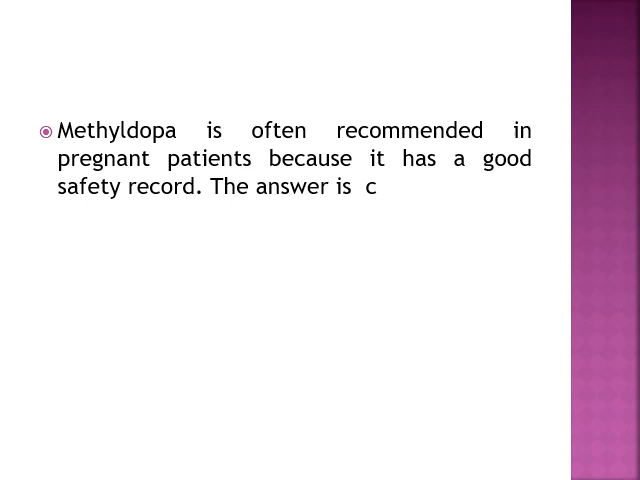 Methyldopa is often recommended in
pregnant patients because it has a good
safety record. The answer is c